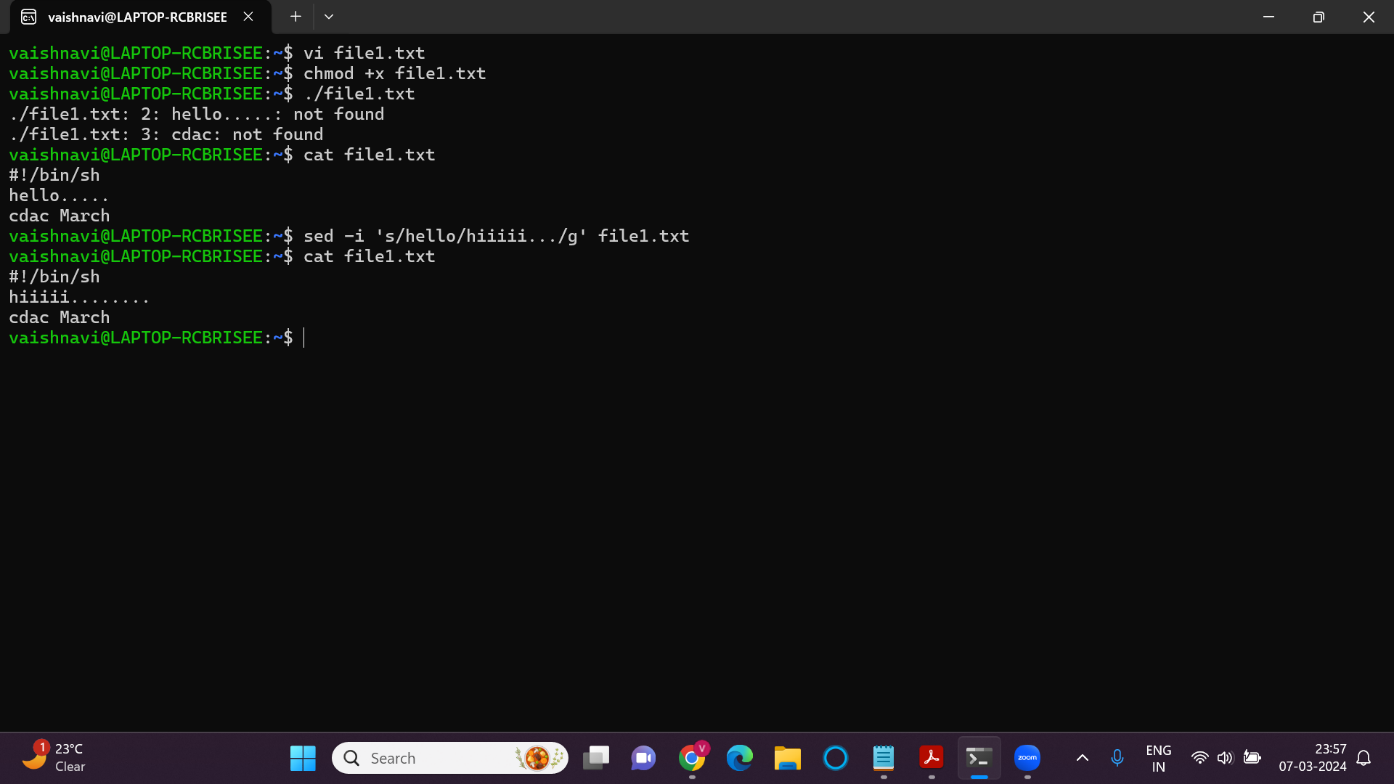 vaishnavi@LAPTOP-RCBRISEE
vaishnavi@LAPTOP-RCBRISEE:~$ vi file1.txt
vaishnavi@LAPTOP-RCBRISEE:~$ chmod +x file1.txt
vaishnavi@LAPTOP-RCBRISEE:~$ ./file1.txt
./file1.txt: 2: hello.....: not found
./file1.txt: 3: cdac: not found
vaishnavi@LAPTOP-RCBRISEE:~$ cat file1.txt
#!/bin/sh
hello.....
cdac March
vaishnavi@LAPTOP-RCBRISEE:~$ sed -i 's/hello/hiiiii.../g' file1.txt
vaishnavi@LAPTOP-RCBRISEE:~$ cat file1.txt
#!/bin/sh
hiiiii........
cdac March
vaishnavi@LAPTOP-RCBRISEE:~$
1
23°C
Clear
Search
V
zoom
ENG
IN
23:57
07-03-2024